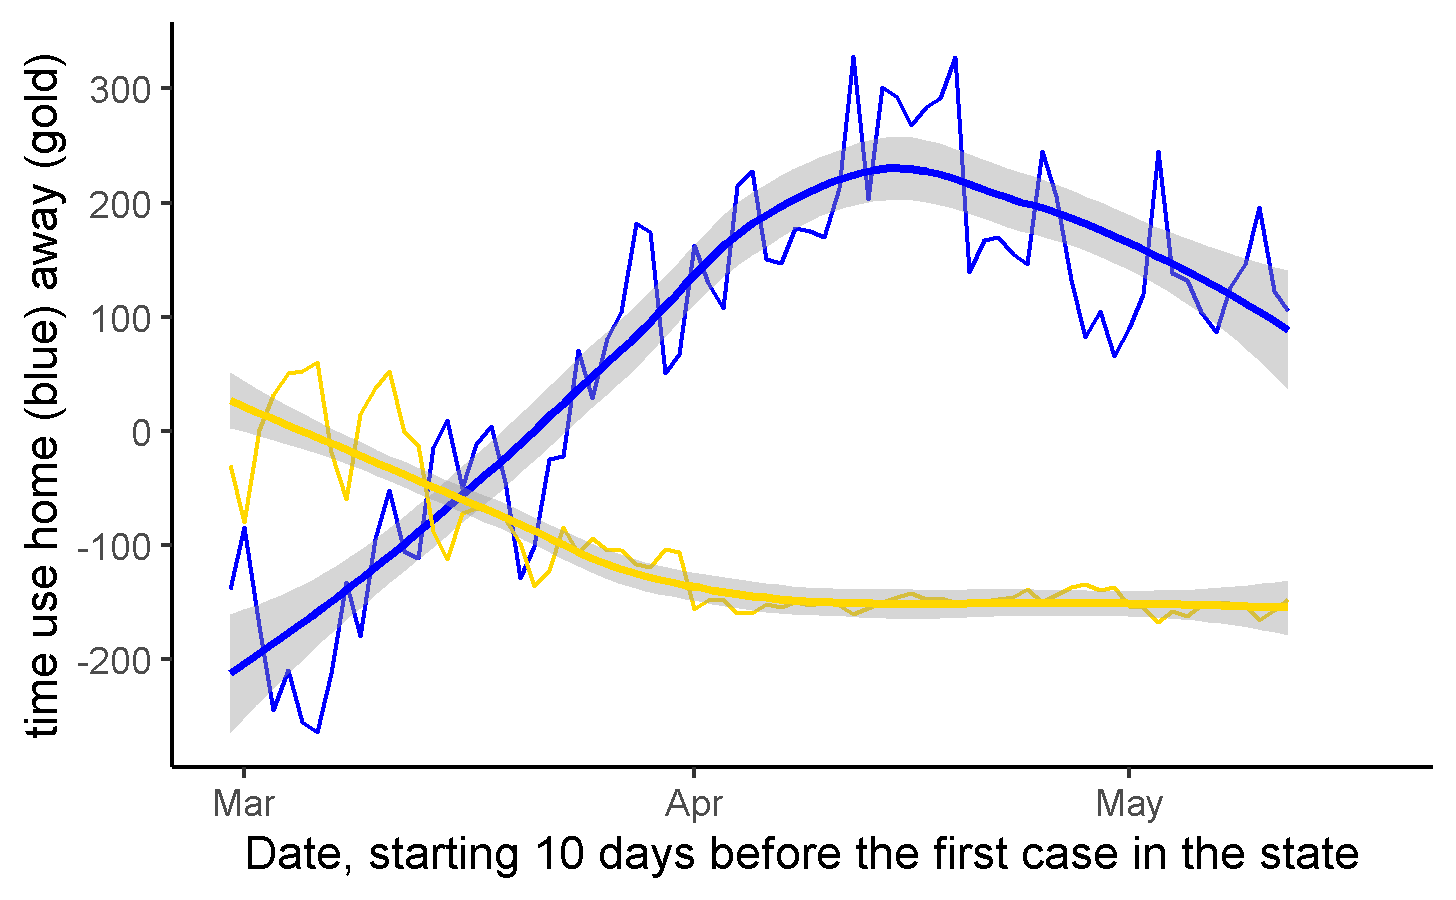 time use home (blue) away (gold)
300
200
100
0
-100
-200
Mar Apr May
Date, starting 10 days before the first case in the state